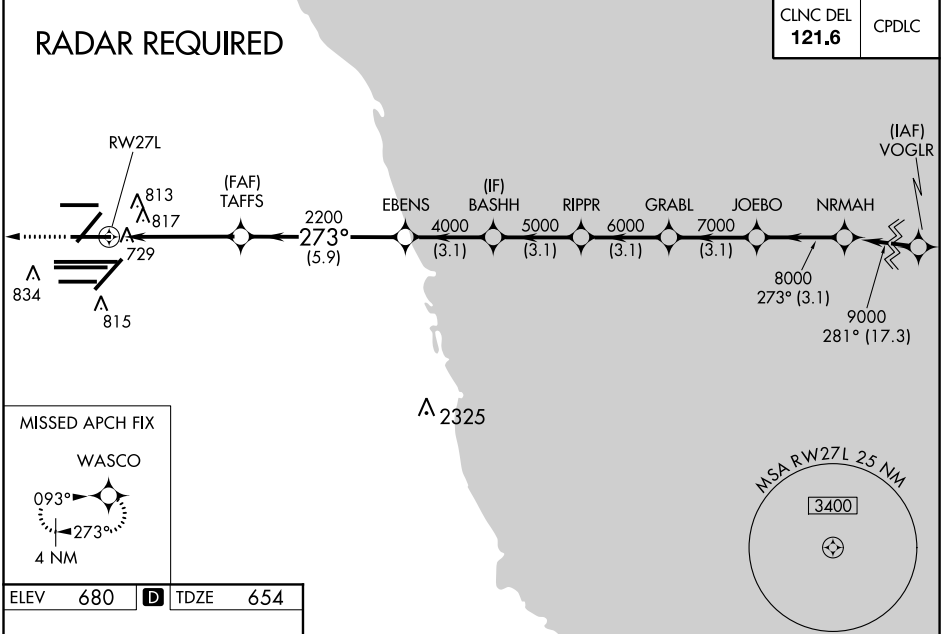 RADAR REQUIRED
CLNC DEL
121.6
CPDLC
RW27L
(IAF)
VOGLR
813
817
729
(FAF)
TAFFS
2200
273°
(5.9)
EBENS
4000
(3.1)
(IF)
BASHH
5000
(3.1)
RIPPR
6000
(3.1)
GRABL
7000
(3.1)
JOEBO
NRMAH
8000
273° (3.1)
9000
281° (17.3)
834
815
2325
MISSED APCH FIX
WASCO
093°
273°
4 NM
MSA RW27L 25 NM
3400
ELEV 680 D TDZE 654